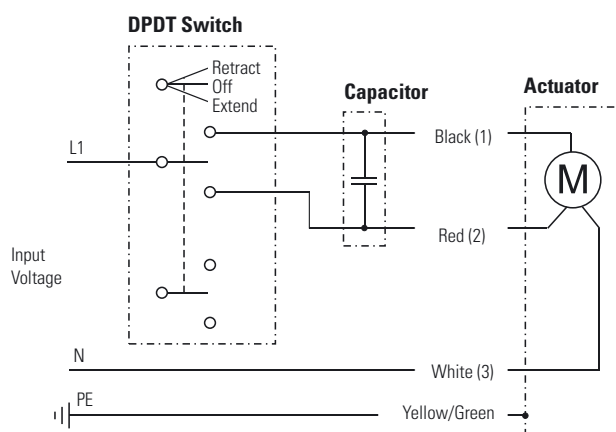 DPDT Switch
Retract
Off
Extend
Capacitor
Actuator
L1
Black (1)
M
Red (2)
Input
Voltage
N
White (3)
PE
Yellow/Green